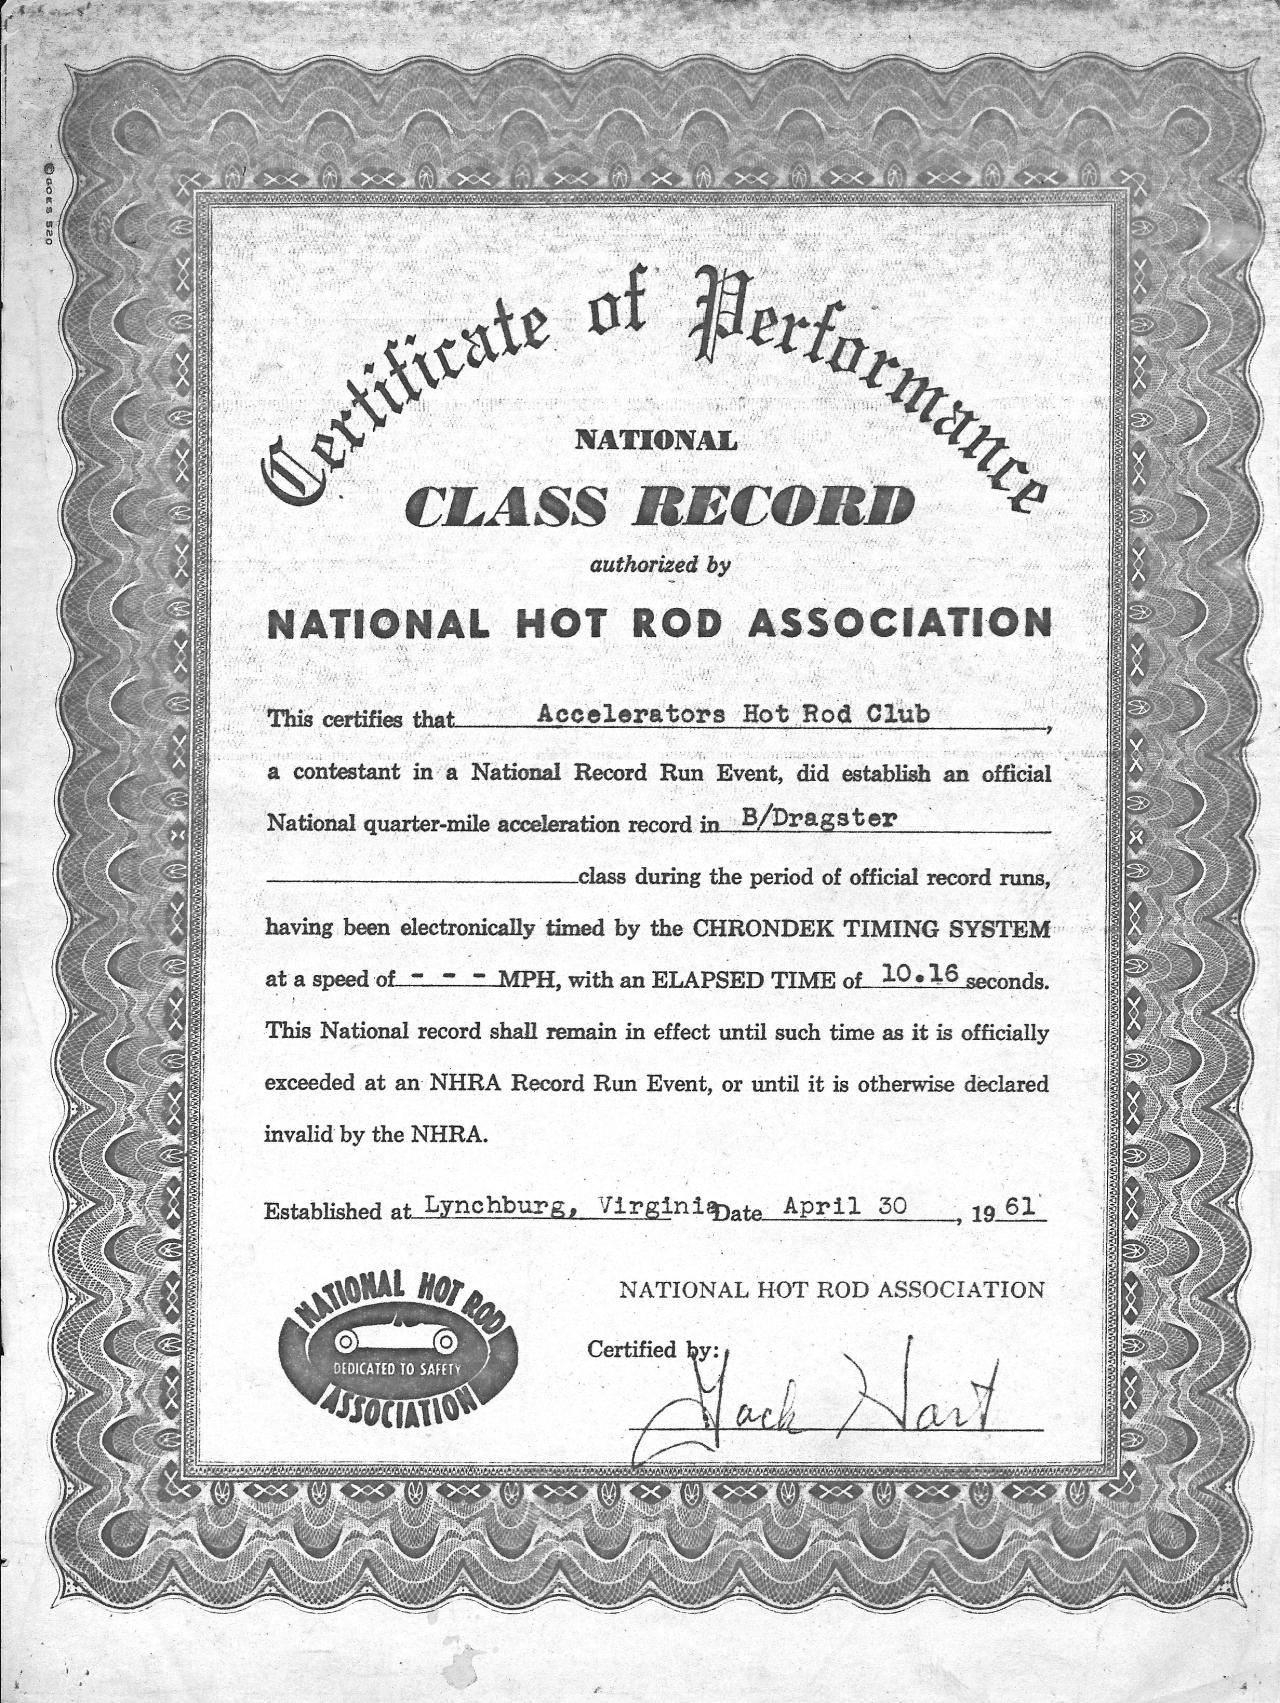 © GOES 520
Certificate of Performance
NATIONAL
CLASS RECORD
authorized by
NATIONAL HOT ROD ASSOCIATION
This certifies that Accelerators Hot Rod Club,
a contestant in a National Record Run Event, did establish an official
National quarter-mile acceleration record in B/Dragster
class during the period of official record runs,
having been electronically timed by the CHRONDEK TIMING SYSTEM
at a speed of - - - MPH, with an ELAPSED TIME of 10.16 seconds.
This National record shall remain in effect until such time as it is officially
exceeded at an NHRA Record Run Event, or until it is otherwise declared
invalid by the NHRA.
Established at Lynchburg, Virginia Date April 30, 1961
NATIONAL HOT ROD
DEDICATED TO SAFETY
ASSOCIATION
NATIONAL HOT ROD ASSOCIATION
Certified by:
Jack Hart